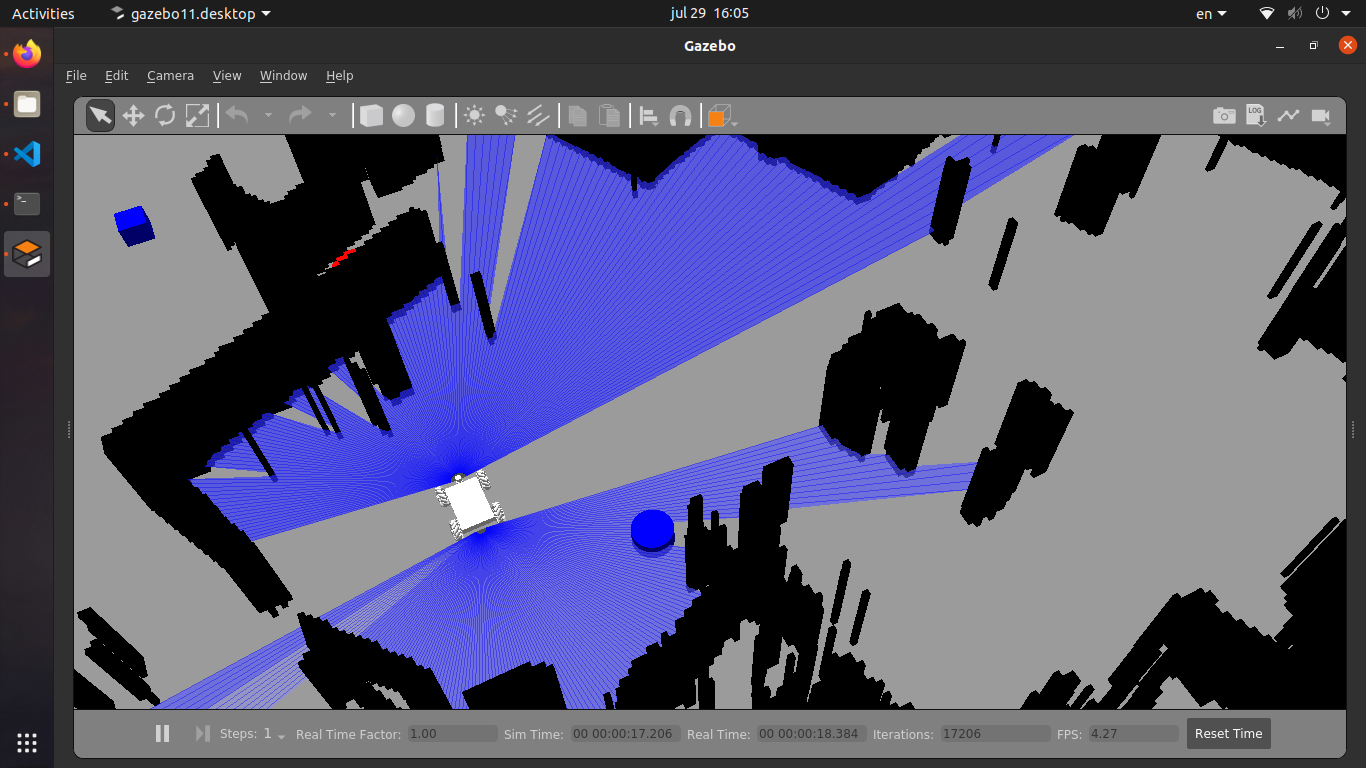 Activities gazebo11.desktop jul 29 16:05 en
Gazebo
File Edit Camera View Window Help
LOG
Steps: 1 Real Time Factor: 1.00 Sim Time: 00 00:00:17.206 Real Time: 00 00:00:18.384 Iterations: 17206 FPS: 4.27 Reset Time